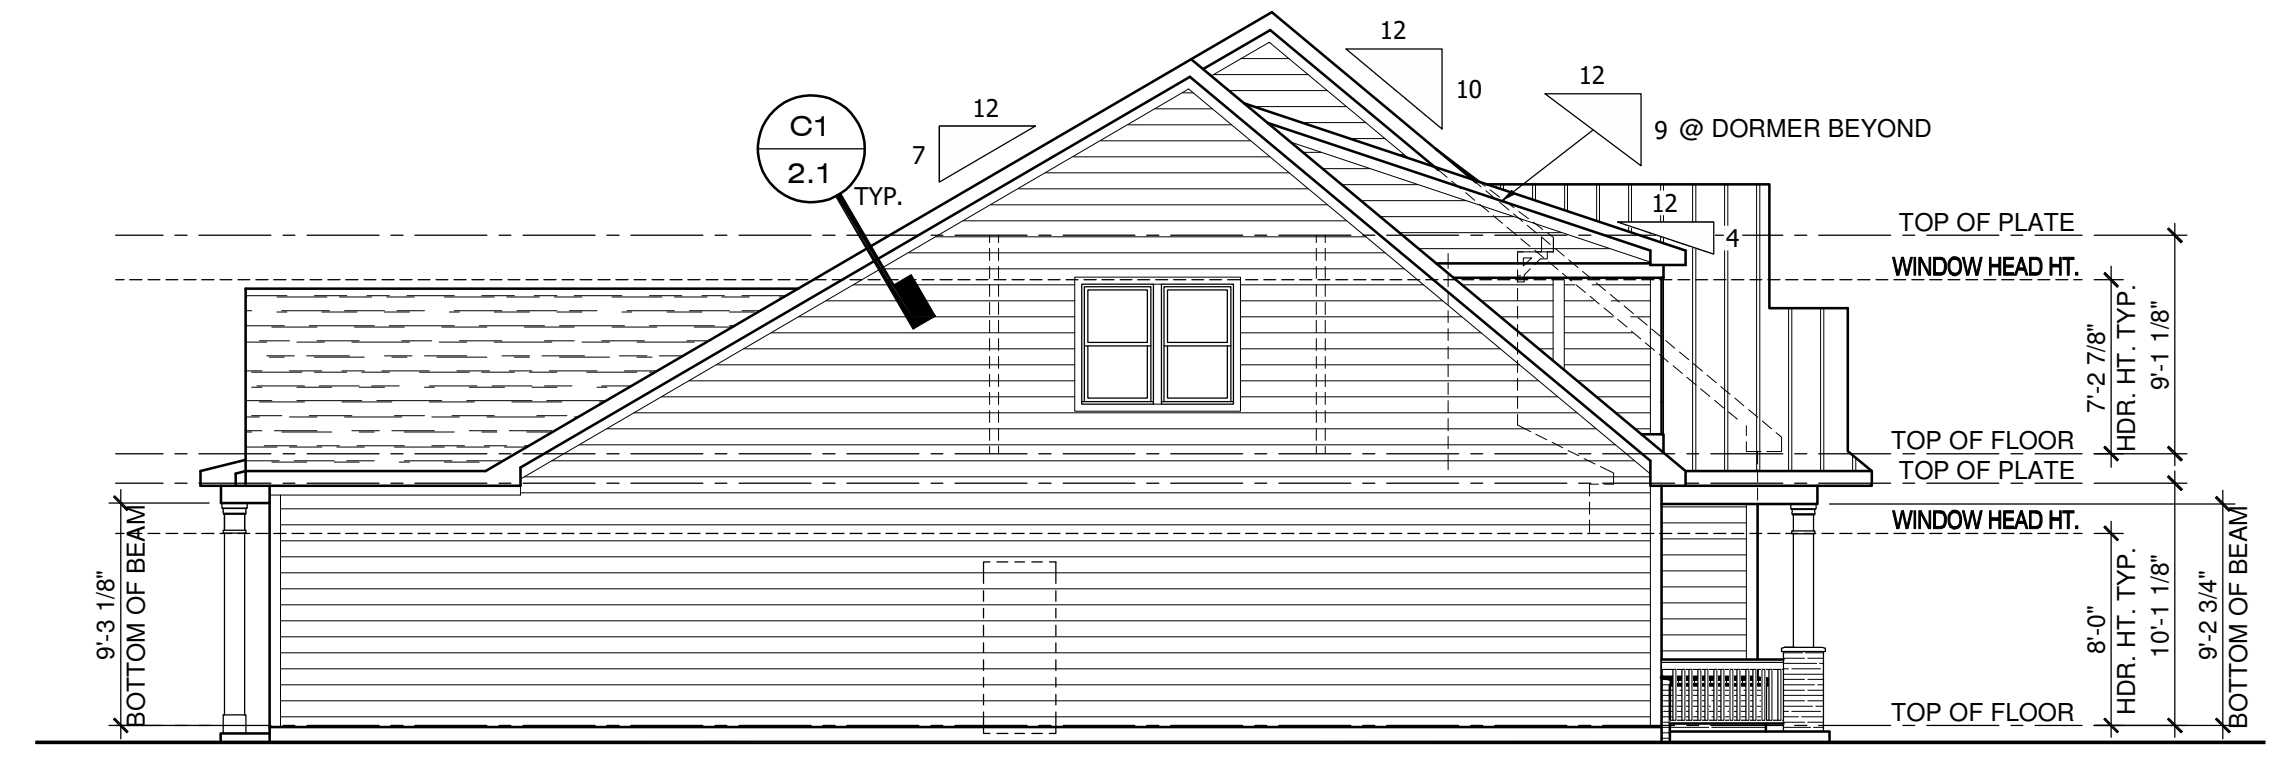 12
12
10
12
C1
2.1
TYP.
7
9 @ DORMER BEYOND
12
4
TOP OF PLATE
WINDOW HEAD HT.
7'-2 7/8"
HDR. HT. TYP.
9'-1 1/8"
TOP OF FLOOR
TOP OF PLATE
WINDOW HEAD HT.
9'-3 1/8"
BOTTOM OF BEAM
8'-0"
HDR. HT. TYP.
10'-1 1/8"
9'-2 3/4"
BOTTOM OF BEAM
TOP OF FLOOR